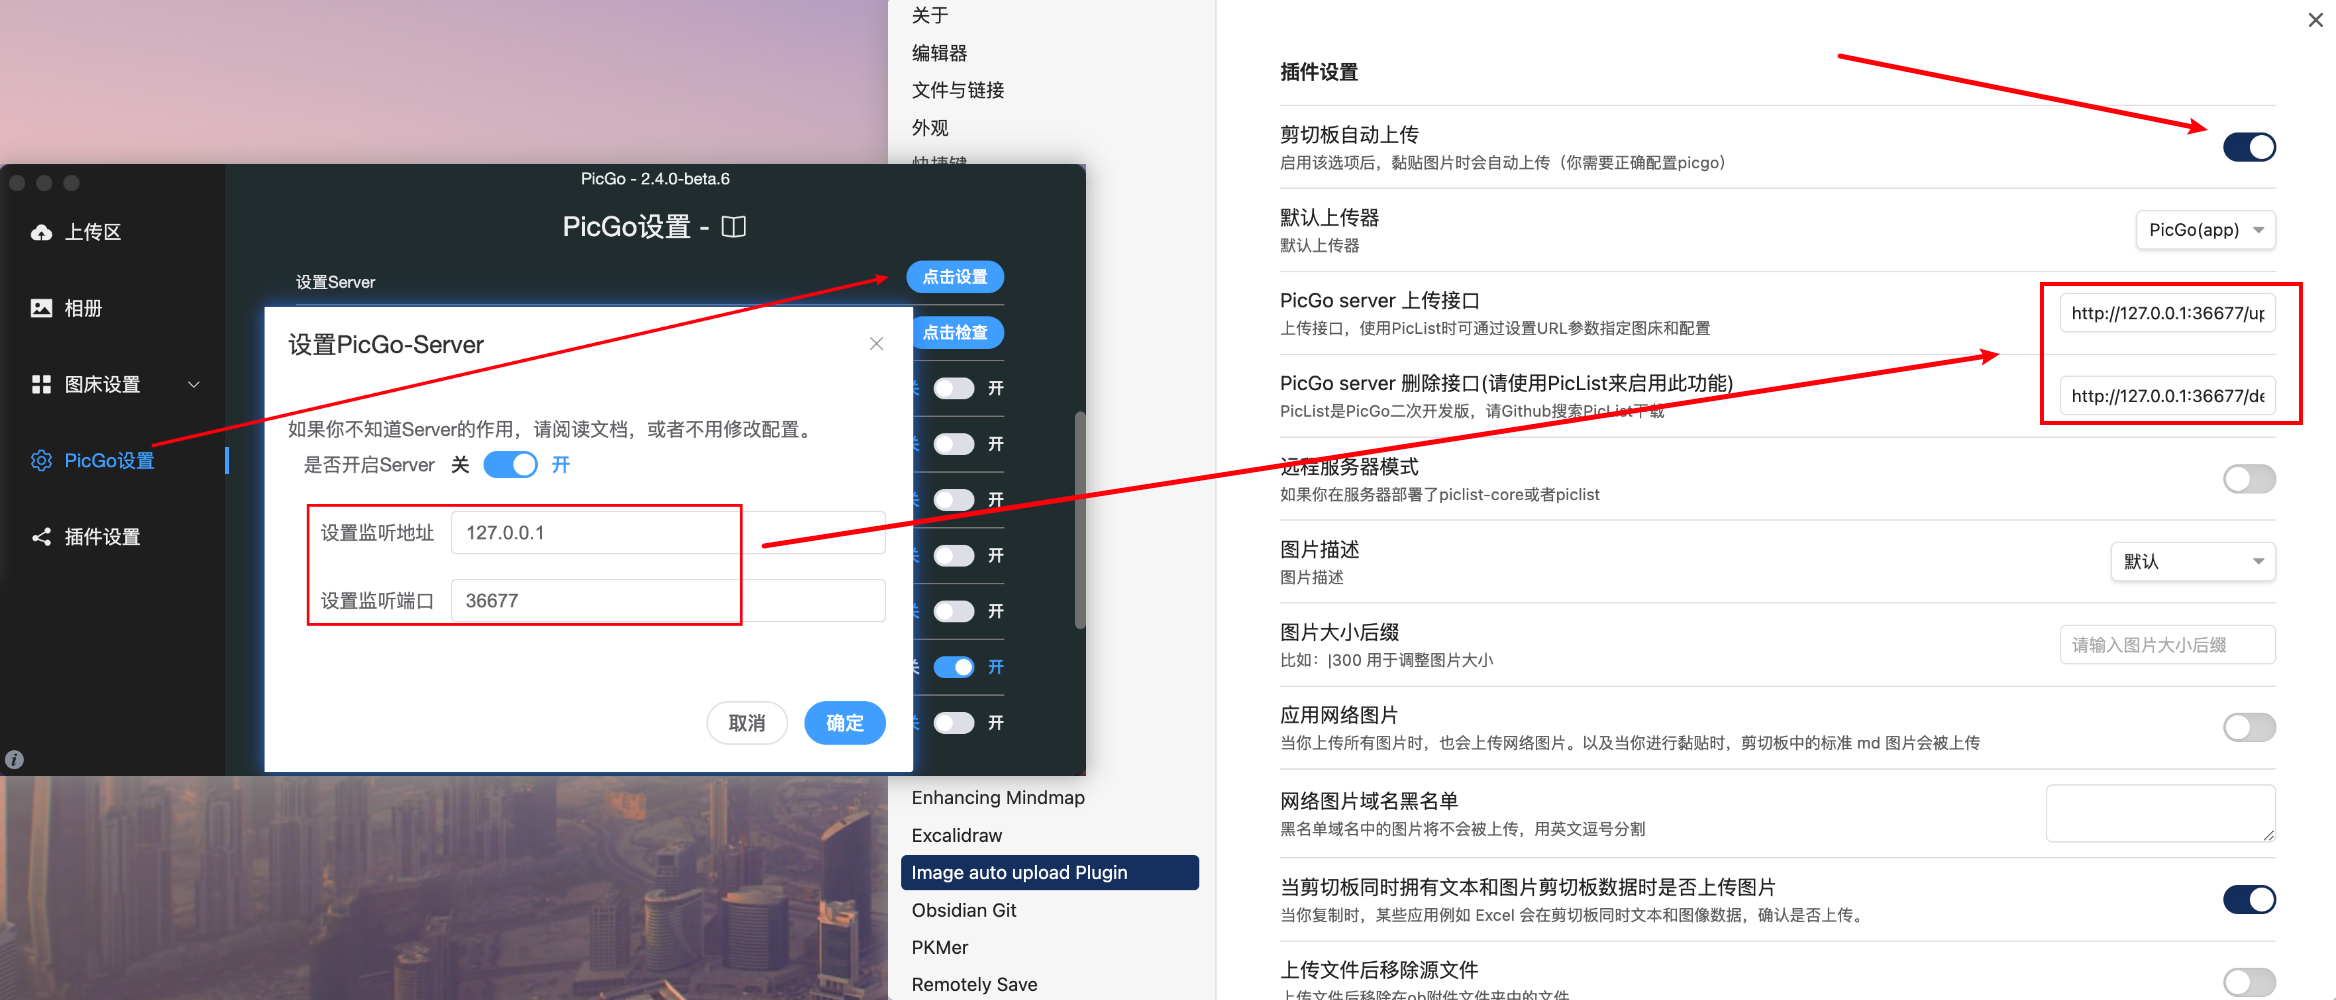 关于
编辑器
文件与链接
外观
快捷键
PicGo - 2.4.0-beta.6
PicGo设置 -
上传区
相册
图床设置
PicGo设置
插件设置
设置Server
点击设置
点击检查
设置PicGo-Server
如果你不知道Server的作用，请阅读文档，或者不用修改配置。
是否开启Server 关 开
设置监听地址 127.0.0.1
设置监听端口 36677
取消 确定
开
开
开
开
开
开
开
Enhancing Mindmap
Excalidraw
Image auto upload Plugin
Obsidian Git
PKMer
Remotely Save
插件设置
剪切板自动上传
启用该选项后，黏贴图片时会自动上传（你需要正确配置picgo）
默认上传器
默认上传器
PicGo(app)
PicGo server 上传接口
上传接口，使用PicList时可通过设置URL参数指定图床和配置
http://127.0.0.1:36677/up
PicGo server 删除接口(请使用PicList来启用此功能)
PicList是PicGo二次开发版，请Github搜索PicList下载
http://127.0.0.1:36677/de
远程服务器模式
如果你在服务器部署了piclist-core或者piclist
图片描述
图片描述
默认
图片大小后缀
比如：|300 用于调整图片大小
请输入图片大小后缀
应用网络图片
当你上传所有图片时，也会上传网络图片。以及当你进行黏贴时，剪切板中的标准 md 图片会被上传
网络图片域名黑名单
黑名单域名中的图片将不会被上传，用英文逗号分割
当剪切板同时拥有文本和图片剪切板数据时是否上传图片
当你复制时，某些应用例如 Excel 会在剪切板同时文本和图像数据，确认是否上传。
上传文件后移除源文件
上传文件后移除在ob附件文件夹中的文件